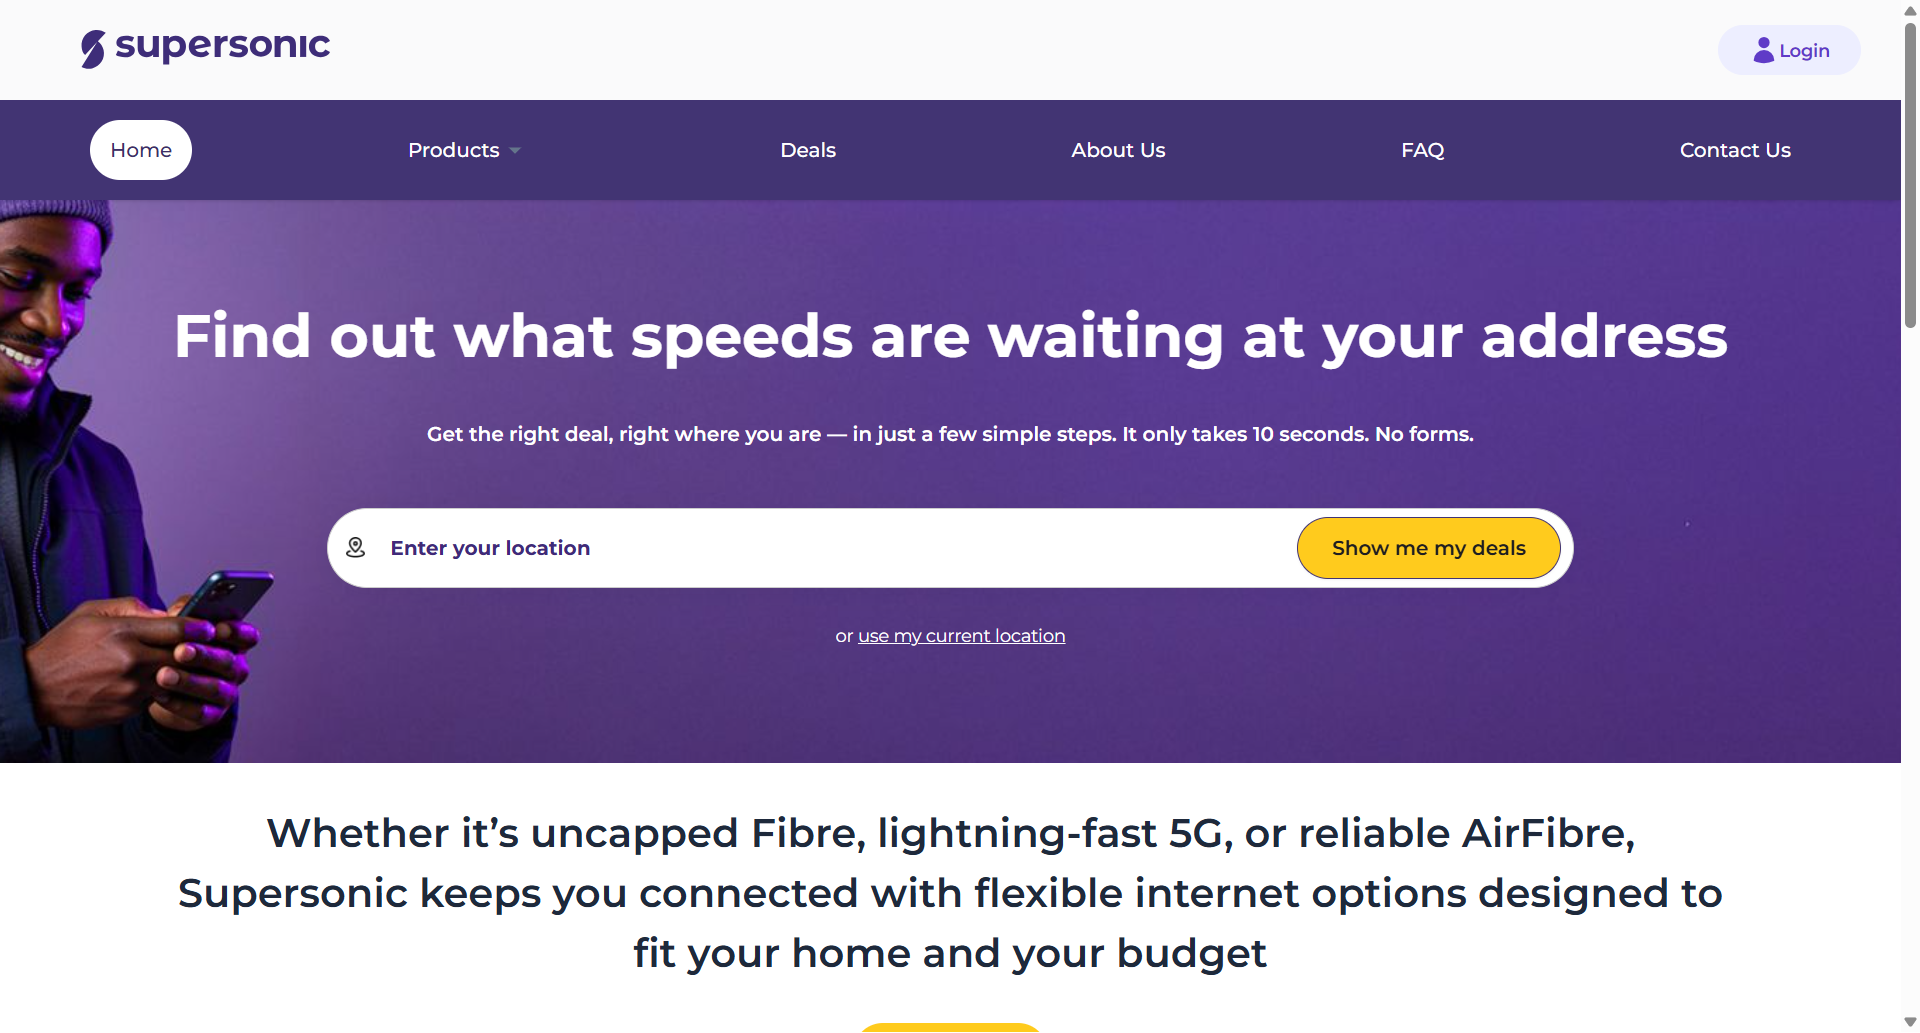 supersonic
Login
Home
Products
Deals
About Us
FAQ
Contact Us
Find out what speeds are waiting at your address
Get the right deal, right where you are — in just a few simple steps. It only takes 10 seconds. No forms.
Enter your location
Show me my deals
or use my current location
Whether it’s uncapped Fibre, lightning-fast 5G, or reliable AirFibre,
Supersonic keeps you connected with flexible internet options designed to
fit your home and your budget